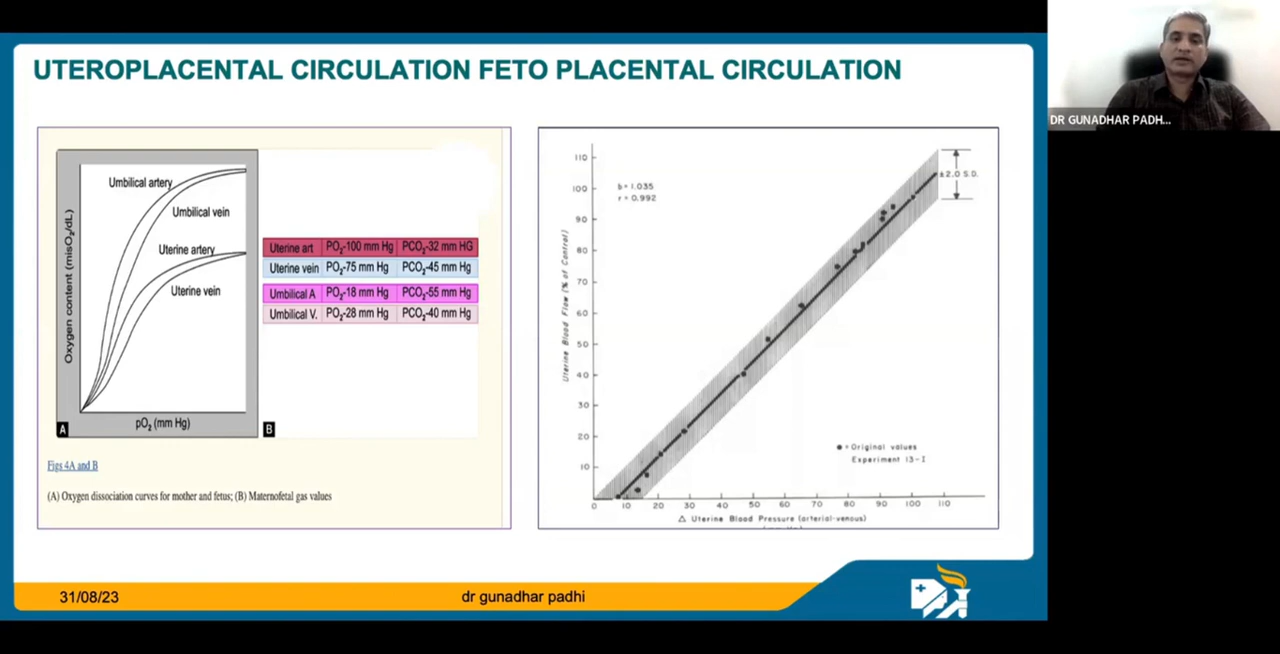 UTEROPLACENTAL CIRCULATION FETO PLACENTAL CIRCULATION
Oxygen content (misO₂/dL)
Umbilical artery
Umbilical vein
Uterine artery
Uterine vein
pO₂ (mm Hg)
A
Uterine art PO₂-100 mm Hg PCO₂-32 mm HG
Uterine vein PO₂-75 mm Hg PCO₂-45 mm Hg
Umbilical A PO₂-18 mm Hg PCO₂-55 mm Hg
Umbilical V. PO₂-28 mm Hg PCO₂-40 mm Hg
B
Figs 4A and B
(A) Oxygen dissociation curves for mother and fetus; (B) Maternofetal gas values
Uterine Blood Flow (% of Control)
110
100
90
80
70
60
50
40
30
20
10
b = 1.035
r = 0.992
±2.0 S.D.
● = Original values
Experiment 13-I
0 10 20 30 40 50 60 70 80 90 100 110
Δ Uterine Blood Pressure (arterial-venous)
31/08/23
dr gunadhar padhi
DR GUNADHAR PADH...